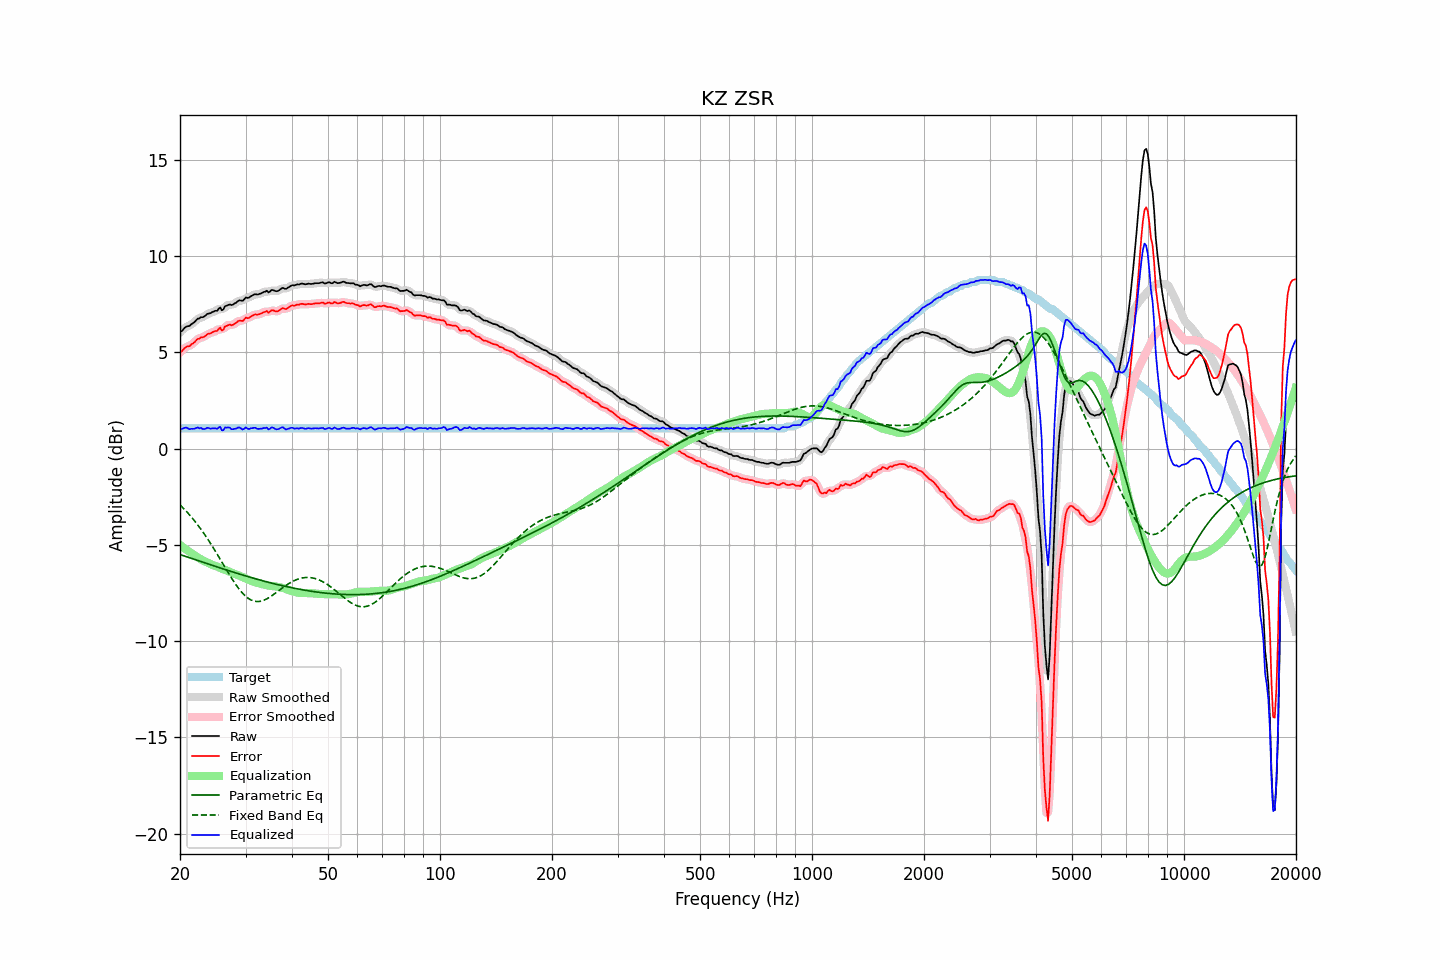 KZ ZSR
15
10
5
0
−5
−10
−15
−20
Amplitude (dBr)
Target
Raw Smoothed
Error Smoothed
Raw
Error
Equalization
Parametric Eq
Fixed Band Eq
Equalized
20 50 100 200 500 1000 2000 5000 10000 20000
Frequency (Hz)